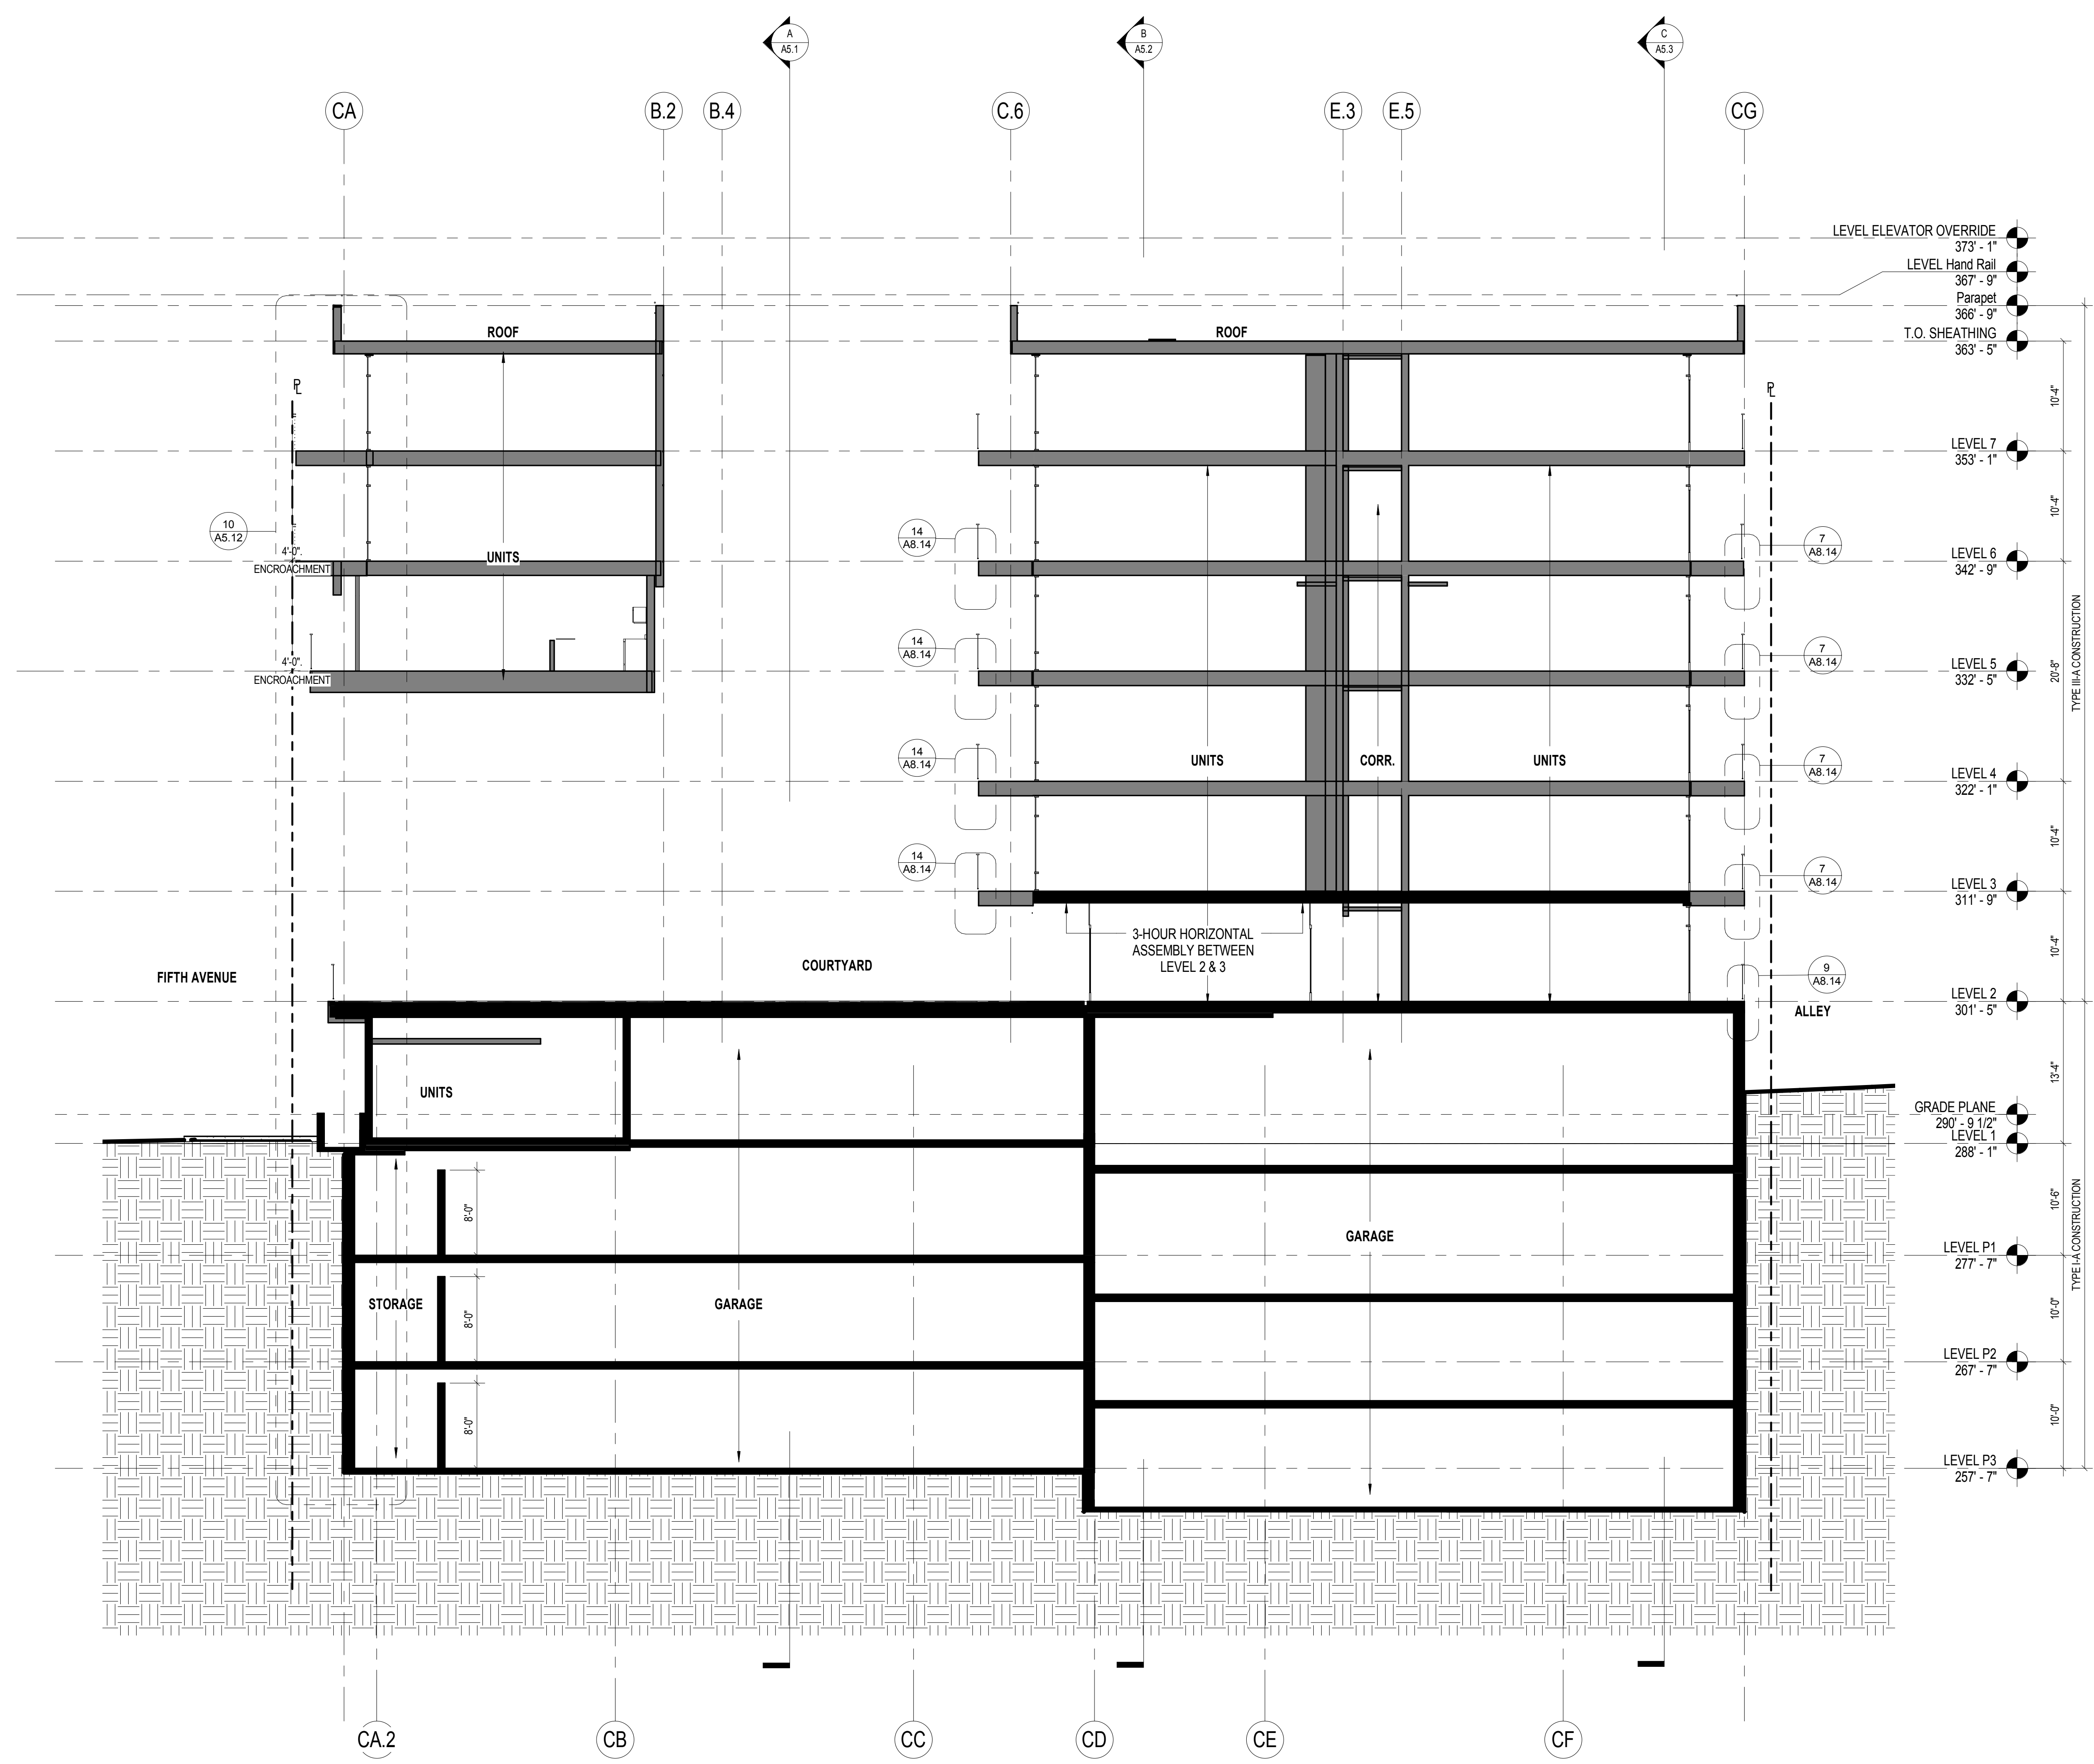 A
A5.1
B
A5.2
C
A5.3
CA
B.2
B.4
C.6
E.3
E.5
CG
LEVEL ELEVATOR OVERRIDE
373' - 1"
LEVEL Hand Rail
367' - 9"
Parapet
366' - 9"
T.O. SHEATHING
363' - 5"
ROOF
ROOF
PL
PL
10'-4"
LEVEL 7
353' - 1"
10'-4"
10
A5.12
4'-0".
ENCROACHMENT
UNITS
14
A8.14
7
A8.14
LEVEL 6
342' - 9"
4'-0".
ENCROACHMENT
14
A8.14
7
A8.14
LEVEL 5
332' - 5"
20'-8"
TYPE III-A CONSTRUCTION
14
A8.14
UNITS
CORR.
UNITS
7
A8.14
LEVEL 4
322' - 1"
10'-4"
14
A8.14
7
A8.14
LEVEL 3
311' - 9"
10'-4"
3-HOUR HORIZONTAL
ASSEMBLY BETWEEN
LEVEL 2 & 3
FIFTH AVENUE
COURTYARD
9
A8.14
ALLEY
LEVEL 2
301' - 5"
13'-4"
UNITS
GRADE PLANE
290' - 9 1/2"
LEVEL 1
288' - 1"
10'-6"
TYPE I-A CONSTRUCTION
8'-0"
GARAGE
LEVEL P1
277' - 7"
10'-0"
STORAGE
8'-0"
GARAGE
LEVEL P2
267' - 7"
10'-0"
8'-0"
LEVEL P3
257' - 7"
CA.2
CB
CC
CD
CE
CF